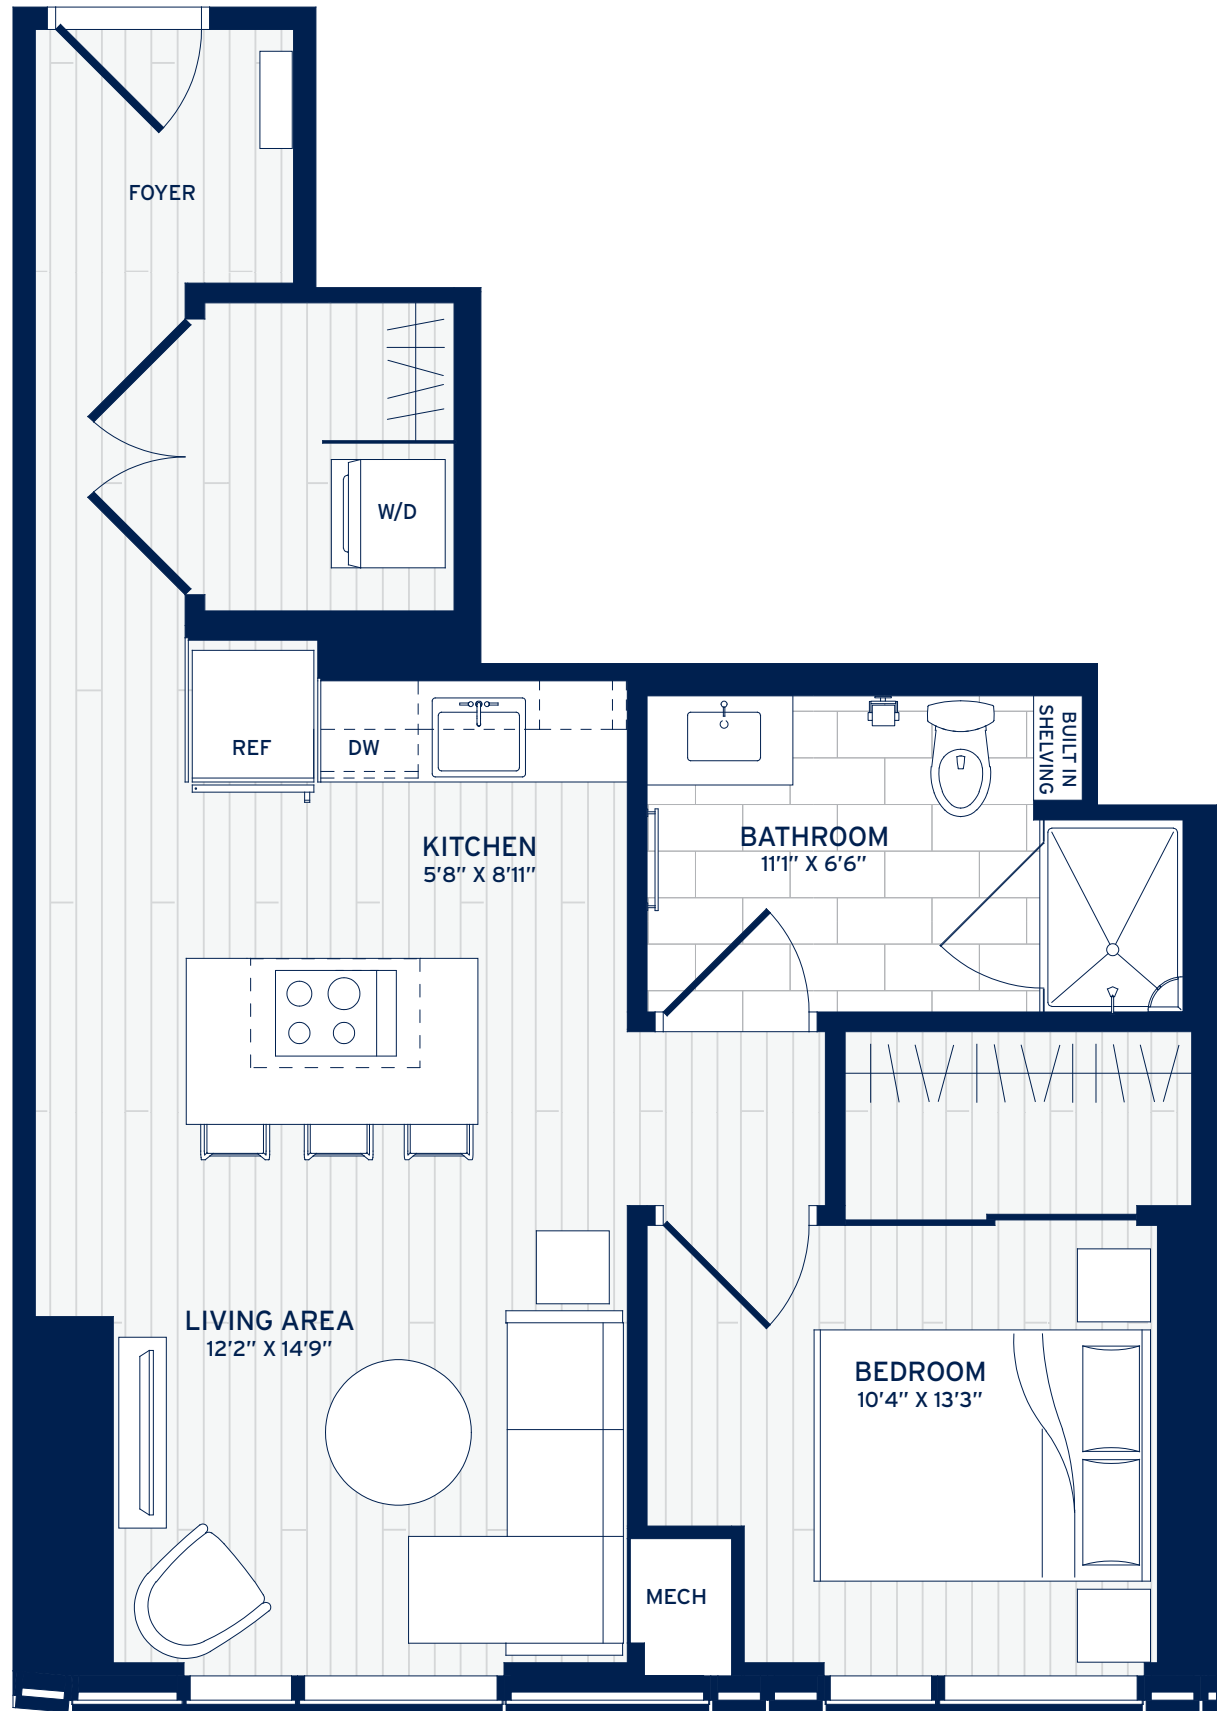 FOYER
W/D
REF
DW
BUILT IN
SHELVING
KITCHEN
5'8" X 8'11"
BATHROOM
11'1" X 6'6"
LIVING AREA
12'2" X 14'9"
BEDROOM
10'4" X 13'3"
MECH